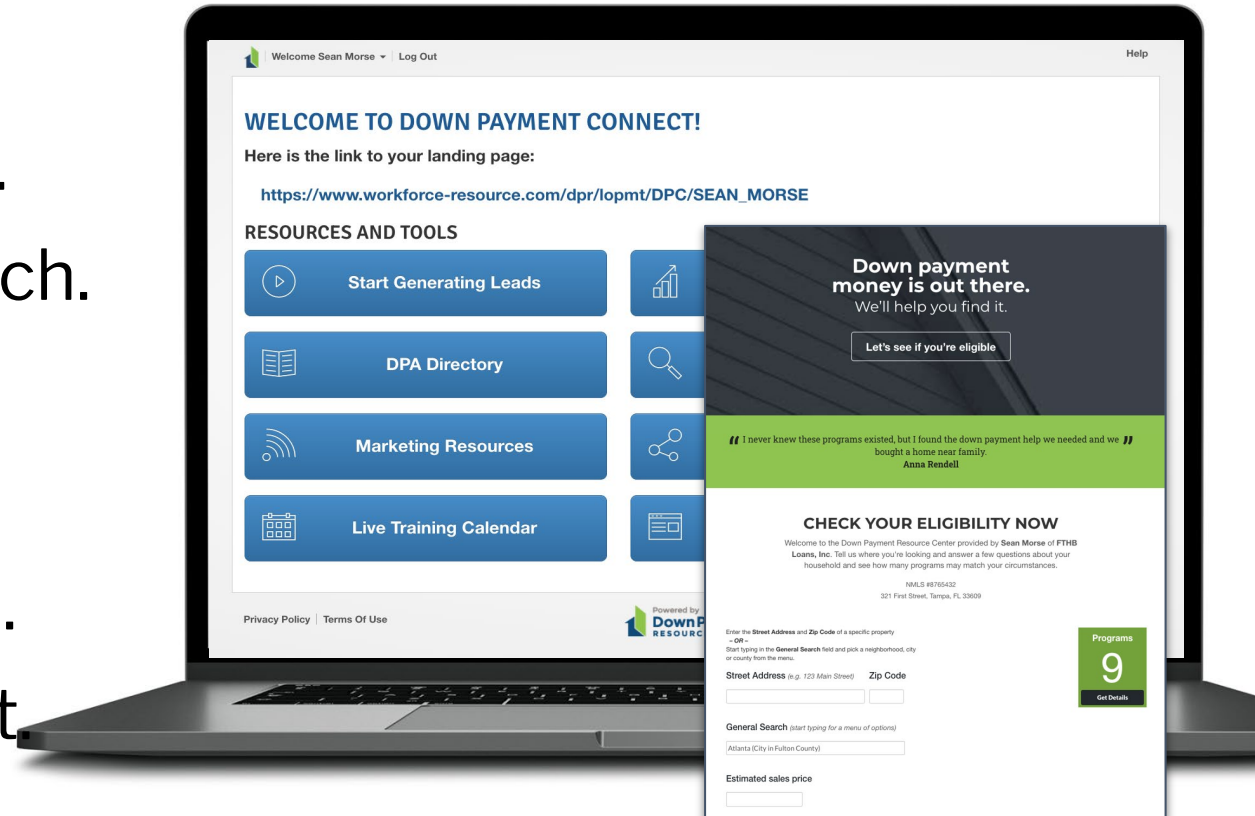 ch.
Welcome Sean Morse
Log Out
Help
WELCOME TO DOWN PAYMENT CONNECT!
Here is the link to your landing page:
https://www.workforce-resource.com/dpr/lopmt/DPC/SEAN_MORSE
RESOURCES AND TOOLS
Start Generating Leads
DPA Directory
Marketing Resources
Live Training Calendar
Privacy Policy | Terms Of Use
Powered by
Down P
RESOURC
Down payment
money is out there.
We'll help you find it.
Let's see if you're eligible
“ I never knew these programs existed, but I found the down payment help we needed and we ”
bought a home near family.
Anna Rendell
CHECK YOUR ELIGIBILITY NOW
Welcome to the Down Payment Resource Center provided by Sean Morse of FTHB
Loans, Inc. Tell us where you're looking and answer a few questions about your
household and see how many programs may match your circumstances.
NMLS #8765432
321 First Street, Tampa, FL 33609
Enter the Street Address and Zip Code of a specific property
– OR –
Start typing in the General Search field and pick a neighborhood, city
or county from the menu.
Street Address (e.g. 123 Main Street) Zip Code
General Search (start typing for a menu of options)
Atlanta (City in Fulton County)
Estimated sales price
Programs
9
Get Details
t.